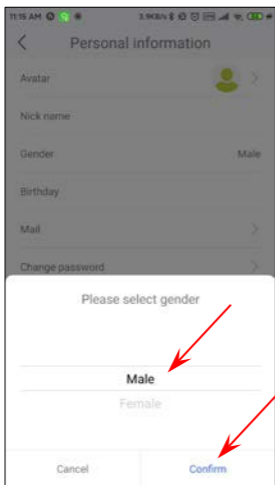 11:15 AM
Personal information
Avatar
Nick name
Gender Male
Birthday
Mail
Change password
Please select gender
Male
Female
Cancel Confirm